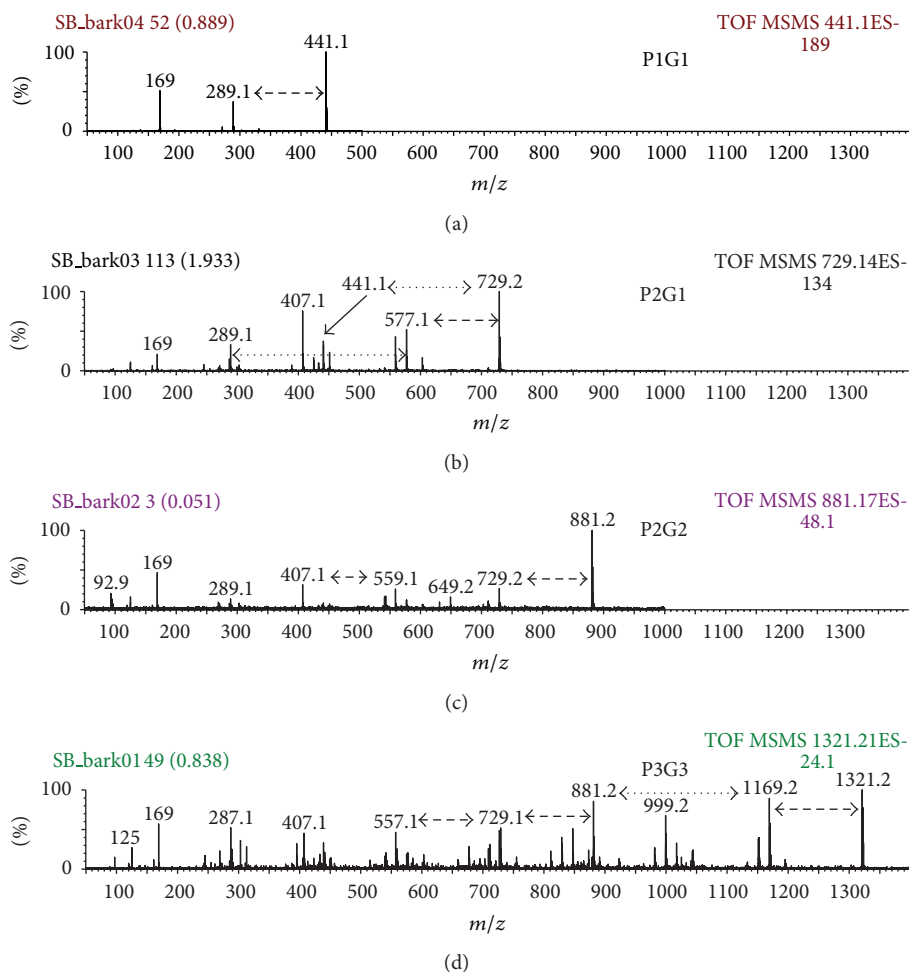 SB_bark04 52 (0.889)
TOF MSMS 441.1ES-
189
P1G1
441.1
169
289.1
100
0
(%)
100 200 300 400 500 600 700 800 900 1000 1100 1200 1300
m/z
(a)
SB_bark03 113 (1.933)
TOF MSMS 729.14ES-
134
P2G1
441.1
729.2
407.1
577.1
289.1
169
100
0
(%)
100 200 300 400 500 600 700 800 900 1000 1100 1200 1300
m/z
(b)
SB_bark02 3 (0.051)
TOF MSMS 881.17ES-
48.1
P2G2
881.2
169
92.9
289.1
407.1
559.1
649.2
729.2
100
0
(%)
100 200 300 400 500 600 700 800 900 1000 1100 1200 1300
m/z
(c)
SB_bark0149 (0.838)
TOF MSMS 1321.21ES-
24.1
P3G3
881.2
1169.2
1321.2
999.2
125
169
287.1
407.1
557.1
729.1
100
0
(%)
100 200 300 400 500 600 700 800 900 1000 1100 1200 1300
m/z
(d)